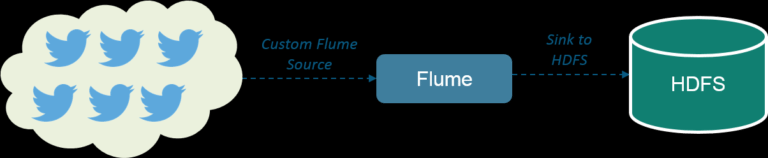 Custom Flume
Source
Flume
Sink to
HDFS
HDFS